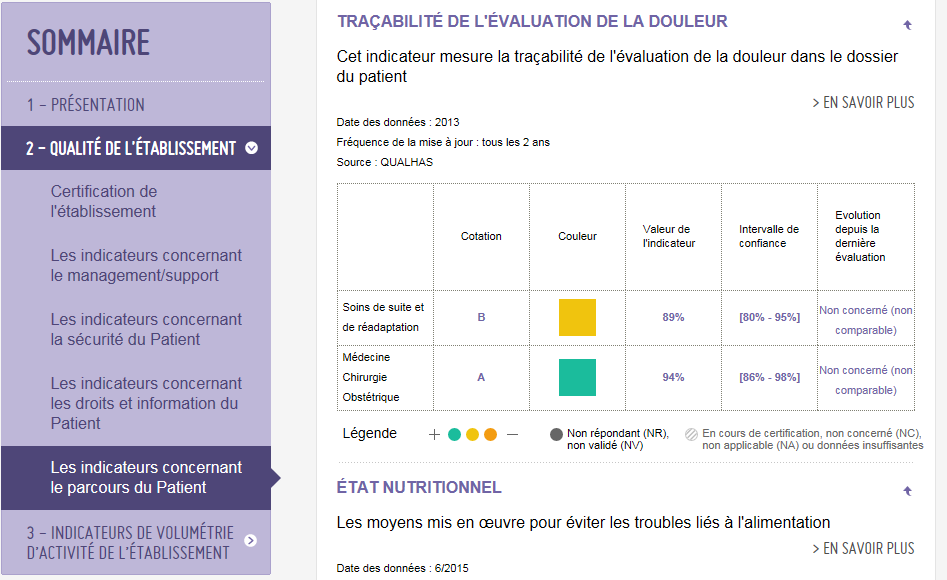 SOMMAIRE
1 – PRÉSENTATION
2 – QUALITÉ DE L'ÉTABLISSEMENT
Certification de
l'établissement
Les indicateurs concernant
le management/support
Les indicateurs concernant
la sécurité du Patient
Les indicateurs concernant
les droits et information du
Patient
Les indicateurs concernant
le parcours du Patient
3 – INDICATEURS DE VOLUMÉTRIE
D'ACTIVITÉ DE L'ÉTABLISSEMENT
TRAÇABILITÉ DE L'ÉVALUATION DE LA DOULEUR
Cet indicateur mesure la traçabilité de l'évaluation de la douleur dans le dossier
du patient
> EN SAVOIR PLUS
Date des données : 2013
Fréquence de la mise à jour : tous les 2 ans
Source : QUALHAS
Cotation
Couleur
Valeur de
l'indicateur
Intervalle de
confiance
Evolution
depuis la
dernière
évaluation
Soins de suite et
de réadaptation
B
89%
[80% - 95%]
Non concerné (non
comparable)
Médecine
Chirurgie
Obstétrique
A
94%
[86% - 98%]
Non concerné (non
comparable)
Légende
+ —
Non répondant (NR),
non validé (NV)
En cours de certification, non concerné (NC),
non applicable (NA) ou données insuffisantes
ÉTAT NUTRITIONNEL
Les moyens mis en œuvre pour éviter les troubles liés à l'alimentation
> EN SAVOIR PLUS
Date des données : 6/2015